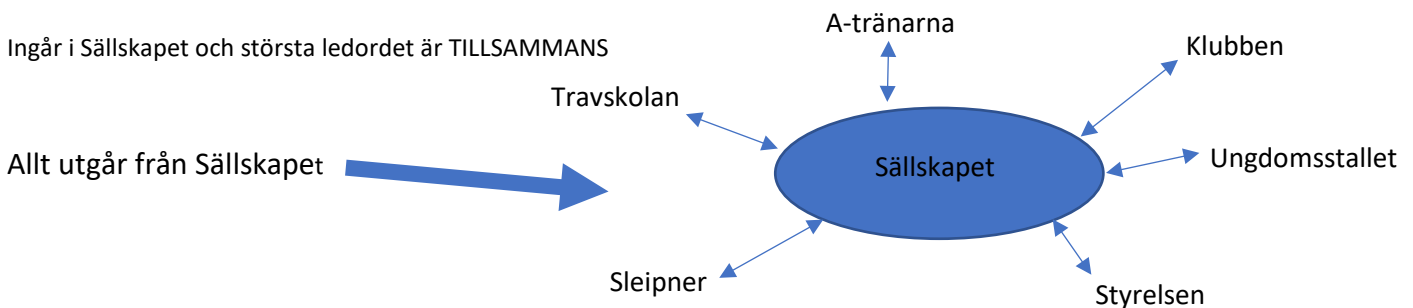 A-tränarna
Ingår i Sällskapet och största ledordet är TILLSAMMANS
Klubben
Travskolan
Allt utgår från Sällskapet
Sällskapet
Ungdomsstallet
Sleipner
Styrelsen